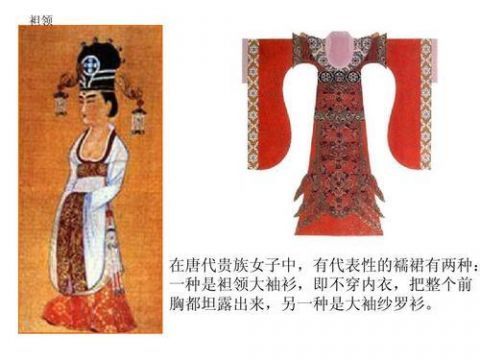 袒领
在唐代贵族女子中，有代表性的襦裙有两种：
一种是袒领大袖衫，即不穿内衣，把整个前
胸都坦露出来，另一种是大袖纱罗衫。